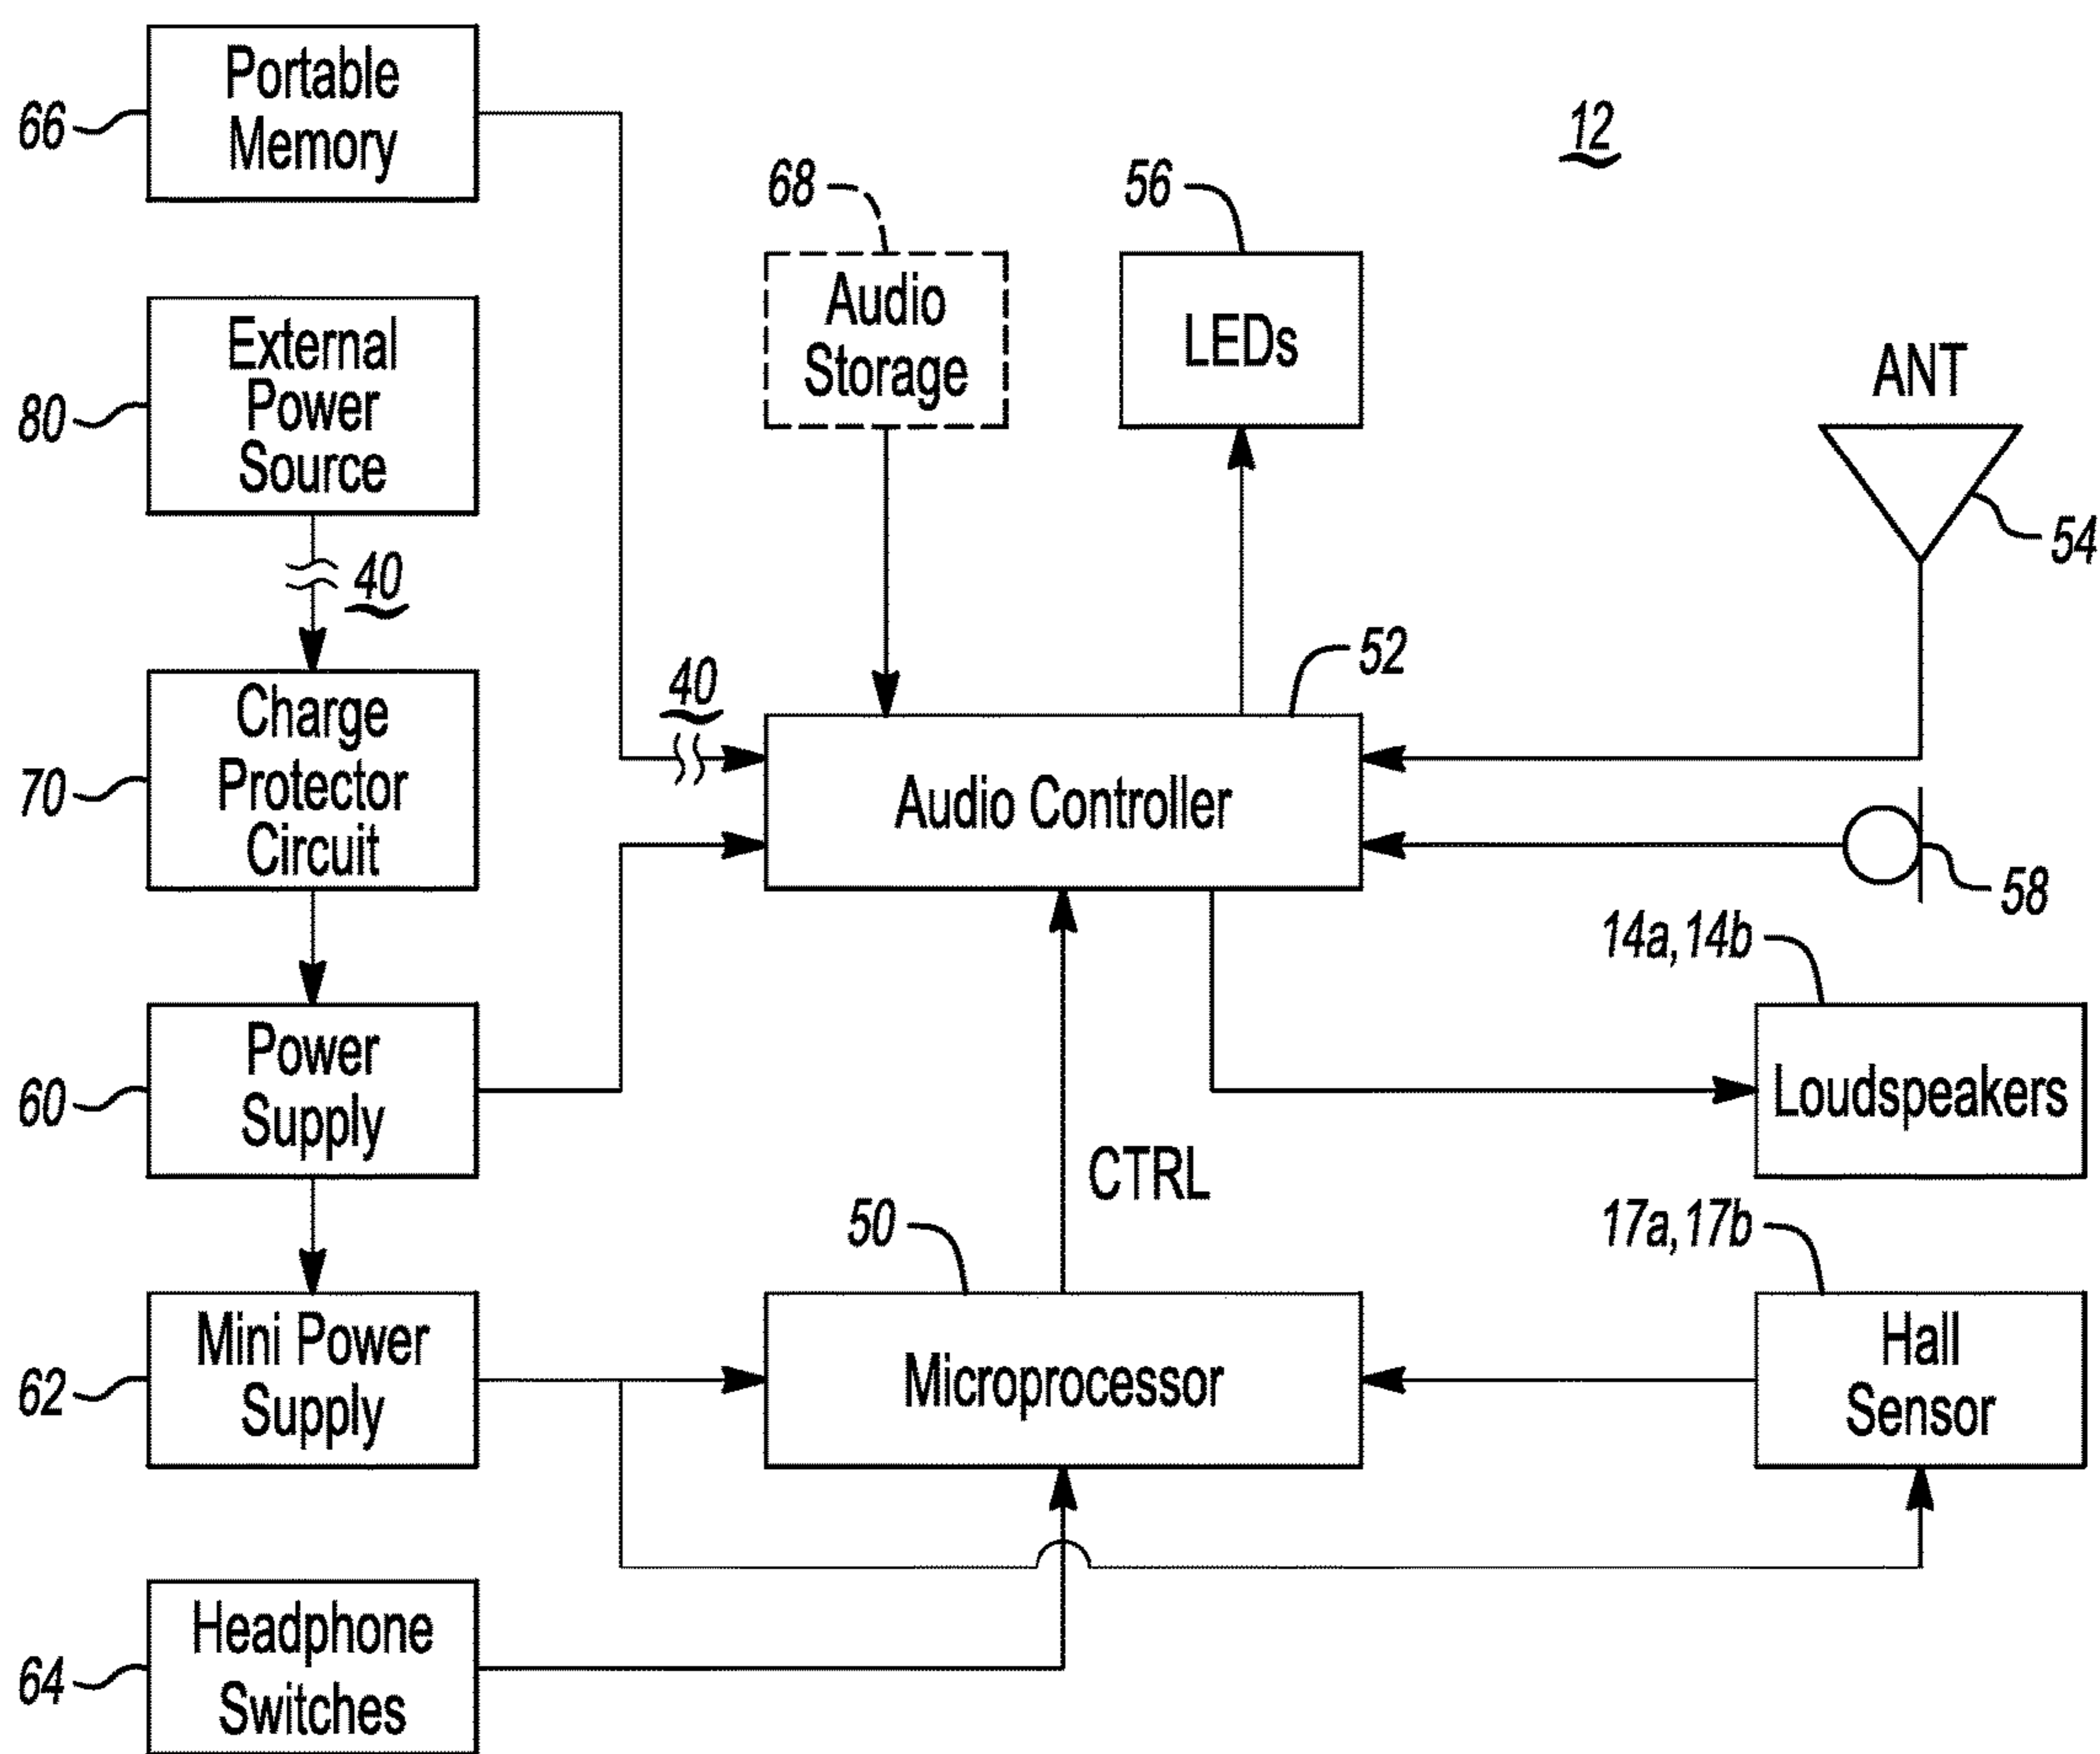 Portable
Memory
66
12
68
56
External
Power
Source
80
Audio
Storage
LEDs
ANT
54
40
40
52
Charge
Protector
Circuit
70
Audio Controller
58
14a, 14b
Power
Supply
60
Loudspeakers
CTRL
50
17a, 17b
Mini Power
Supply
62
Microprocessor
Hall
Sensor
Headphone
Switches
64